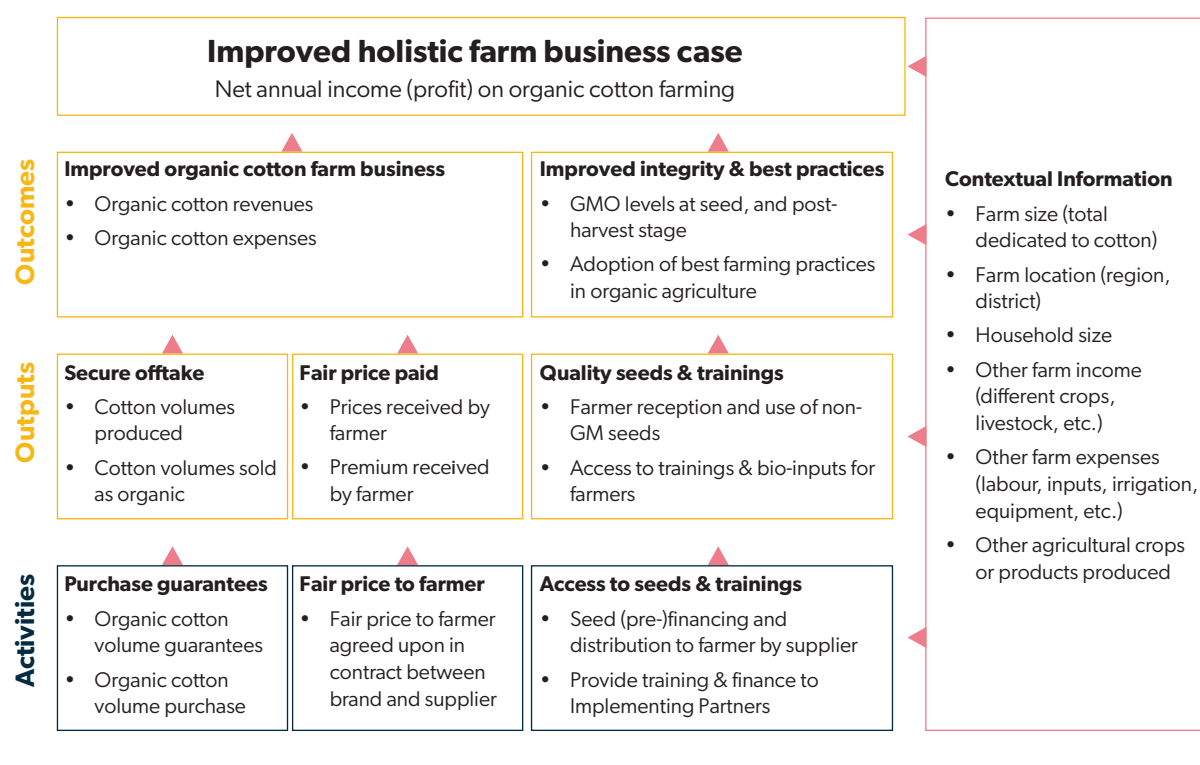 Improved holistic farm business case
Net annual income (profit) on organic cotton farming
Outcomes
Improved organic cotton farm business
• Organic cotton revenues
• Organic cotton expenses
Improved integrity & best practices
• GMO levels at seed, and post-
harvest stage
• Adoption of best farming practices
in organic agriculture
Outputs
Secure offtake
• Cotton volumes
produced
• Cotton volumes sold
as organic
Fair price paid
• Prices received by
farmer
• Premium received
by farmer
Quality seeds & trainings
• Farmer reception and use of non-
GM seeds
• Access to trainings & bio-inputs for
farmers
Activities
Purchase guarantees
• Organic cotton
volume guarantees
• Organic cotton
volume purchase
Fair price to farmer
• Fair price to farmer
agreed upon in
contract between
brand and supplier
Access to seeds & trainings
• Seed (pre-)financing and
distribution to farmer by supplier
• Provide training & finance to
Implementing Partners
Contextual Information
• Farm size (total
dedicated to cotton)
• Farm location (region,
district)
• Household size
• Other farm income
(different crops,
livestock, etc.)
• Other farm expenses
(labour, inputs, irrigation,
equipment, etc.)
• Other agricultural crops
or products produced